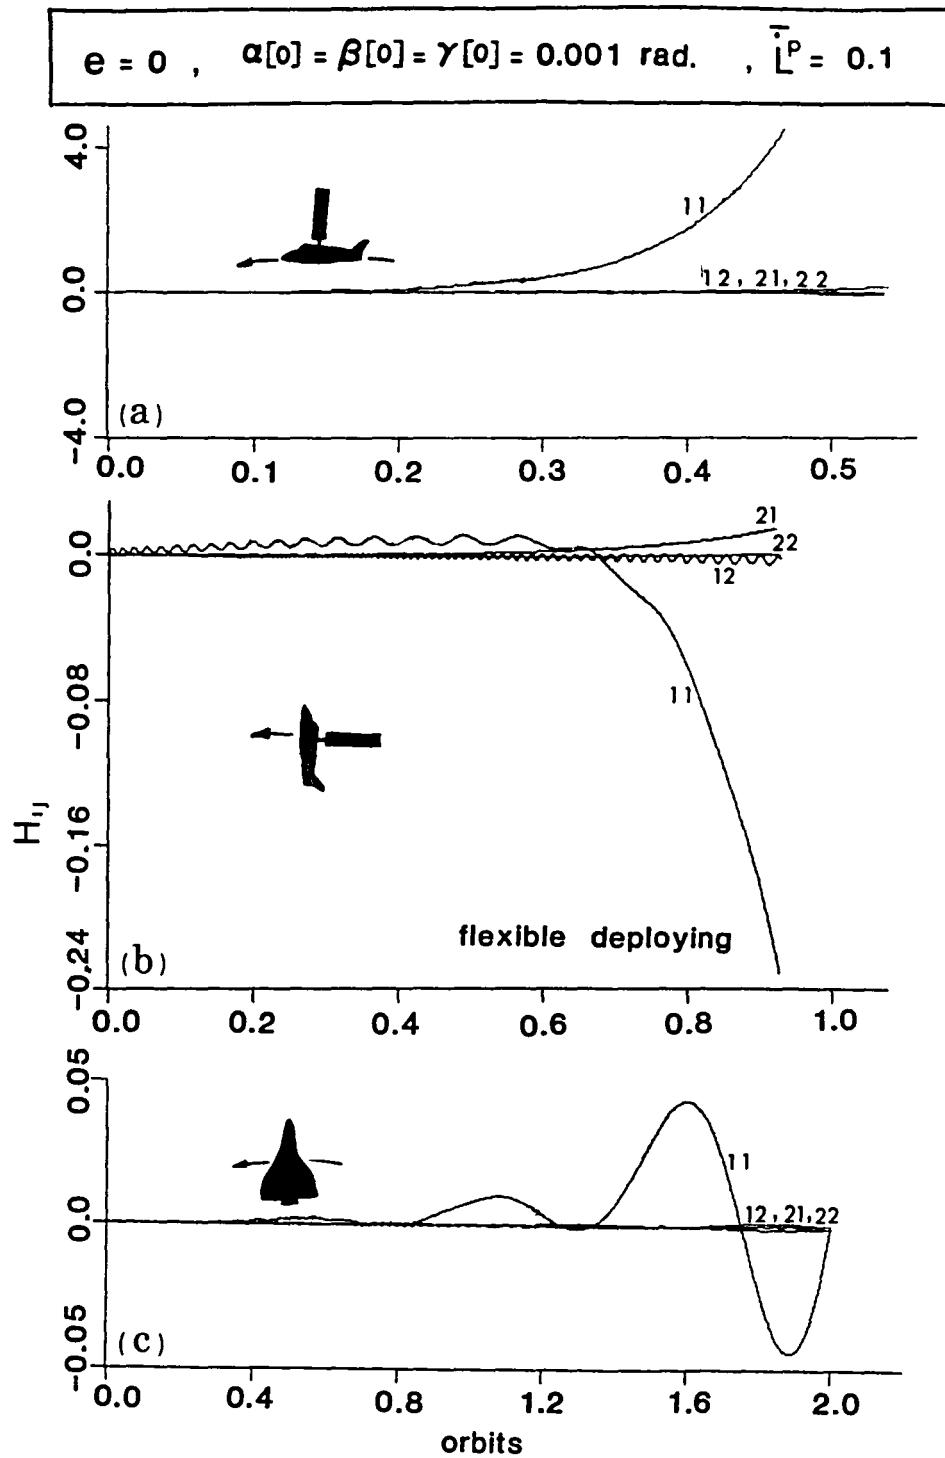 e = 0 , α[0] = β[0] = γ[0] = 0.001 rad. , L̄̇ᵖ = 0.1
4.0
11
12, 21, 22
0.0
(a)
-4.0
0.0 0.1 0.2 0.3 0.4 0.5
21
0.0
22
12
-0.08
11
H_ij
-0.16
flexible deploying
(b)
-0.24
0.0 0.2 0.4 0.6 0.8 1.0
0.05
11
12, 21, 22
0.0
(c)
-0.05
0.0 0.4 0.8 1.2 1.6 2.0
orbits